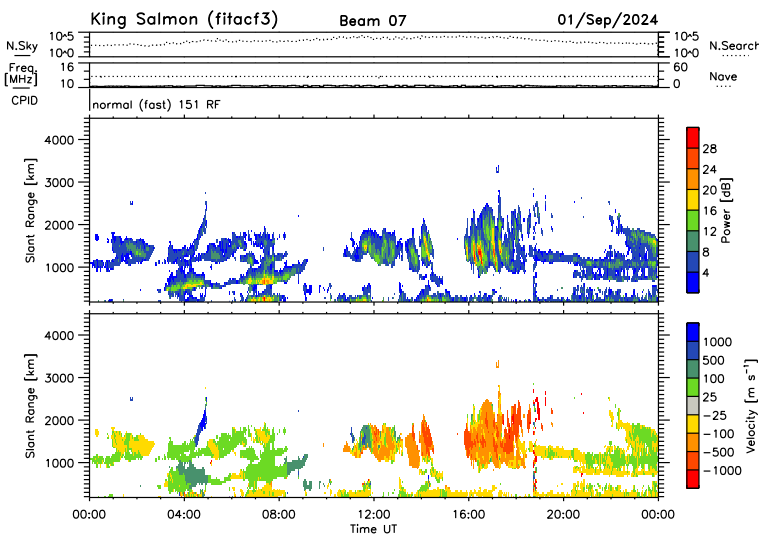 King Salmon (fitacf3) Beam 07 01/Sep/2024
N.Sky 10^5 10^0 10^5 10^0 N.Search
Freq. [MHz] 16 10 60 0 Nave
CPID normal (fast) 151 RF
Slant Range [km] 4000 3000 2000 1000
Power [dB] 28 24 20 16 12 8 4
Slant Range [km] 4000 3000 2000 1000
Velocity [m s⁻¹] 1000 500 100 25 −25 −100 −500 −1000
00:00 04:00 08:00 12:00 16:00 20:00 00:00
Time UT